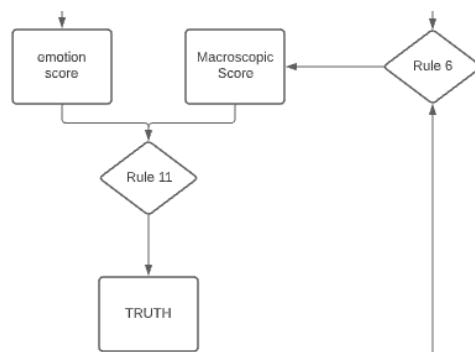 emotion
score
Macroscopic
Score
Rule 6
Rule 11
TRUTH